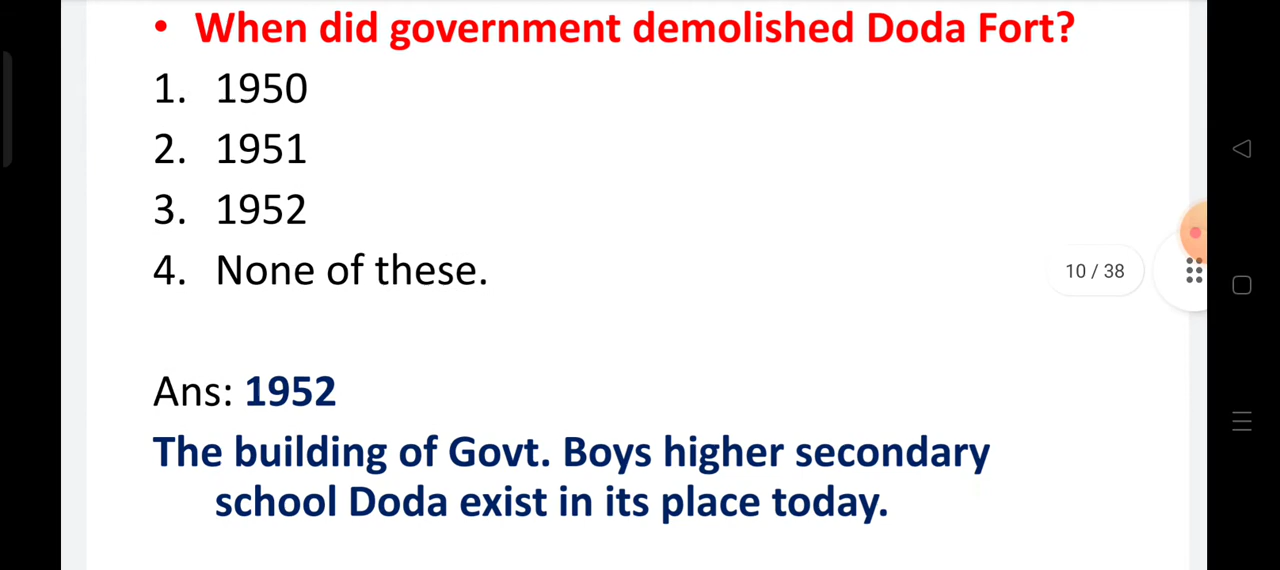 • When did government demolished Doda Fort?
1. 1950
2. 1951
3. 1952
4. None of these.
10 / 38
Ans: 1952
The building of Govt. Boys higher secondary
school Doda exist in its place today.